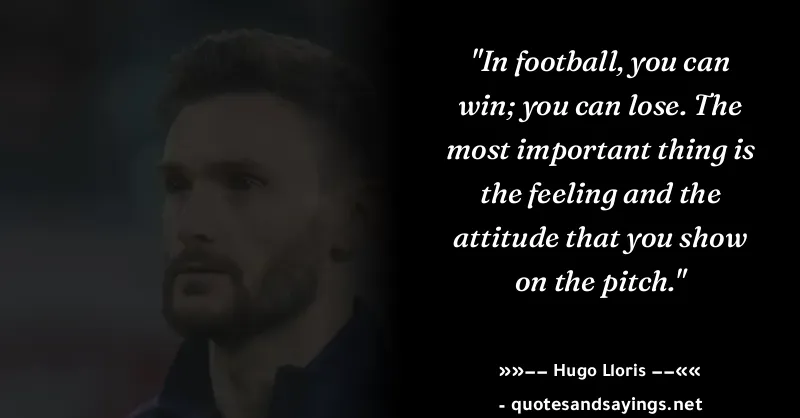 "In football, you can
win; you can lose. The
most important thing is
the feeling and the
attitude that you show
on the pitch."
»»−− Hugo Lloris −−««
- quotesandsayings.net